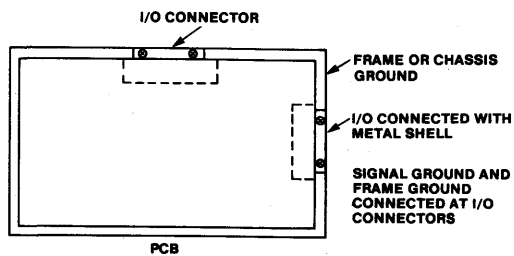 I/O CONNECTOR
FRAME OR CHASSIS
GROUND
I/O CONNECTED WITH
METAL SHELL
SIGNAL GROUND AND
FRAME GROUND
CONNECTED AT I/O
CONNECTORS
PCB